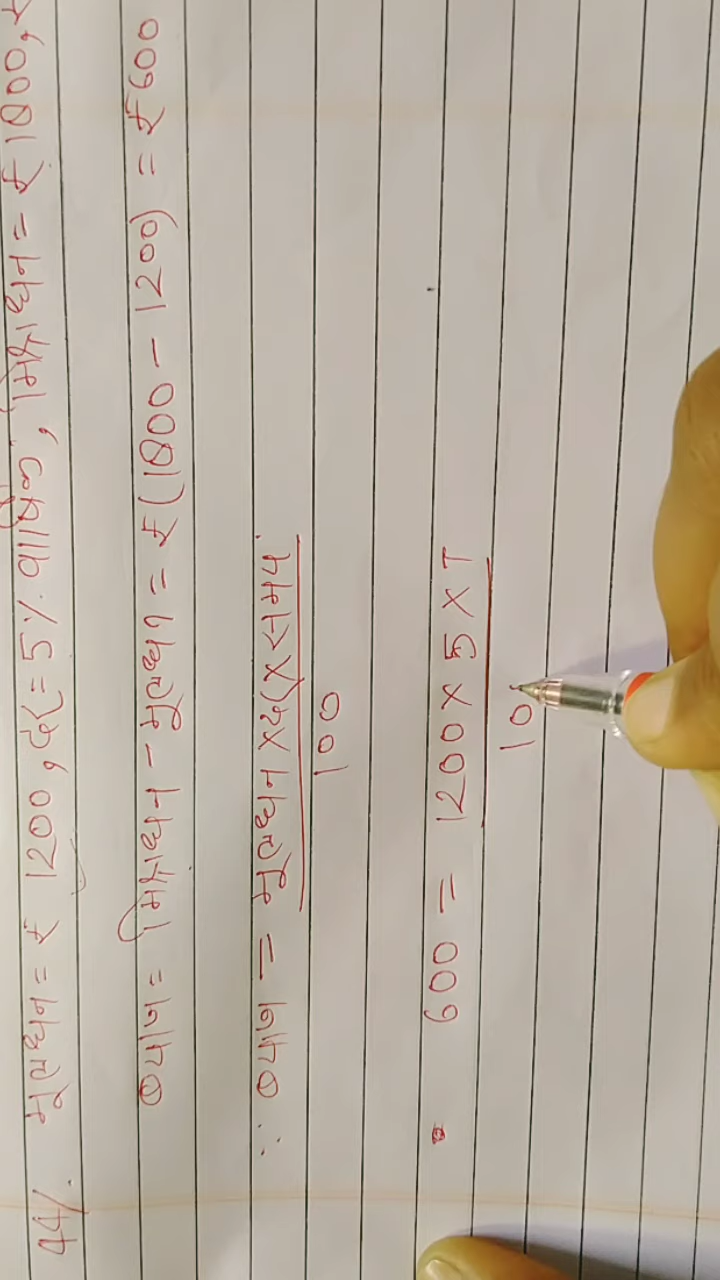 44. मूलधन = ₹ 1200, दर = 5% वार्षिक, मिश्रधन = ₹ 1800,
ब्याज = मिश्रधन - मूलधन = ₹ (1800 - 1200) = ₹ 600
∴ ब्याज = मूलधन × दर × समय
100
600 = 1200 × 5 × T
10